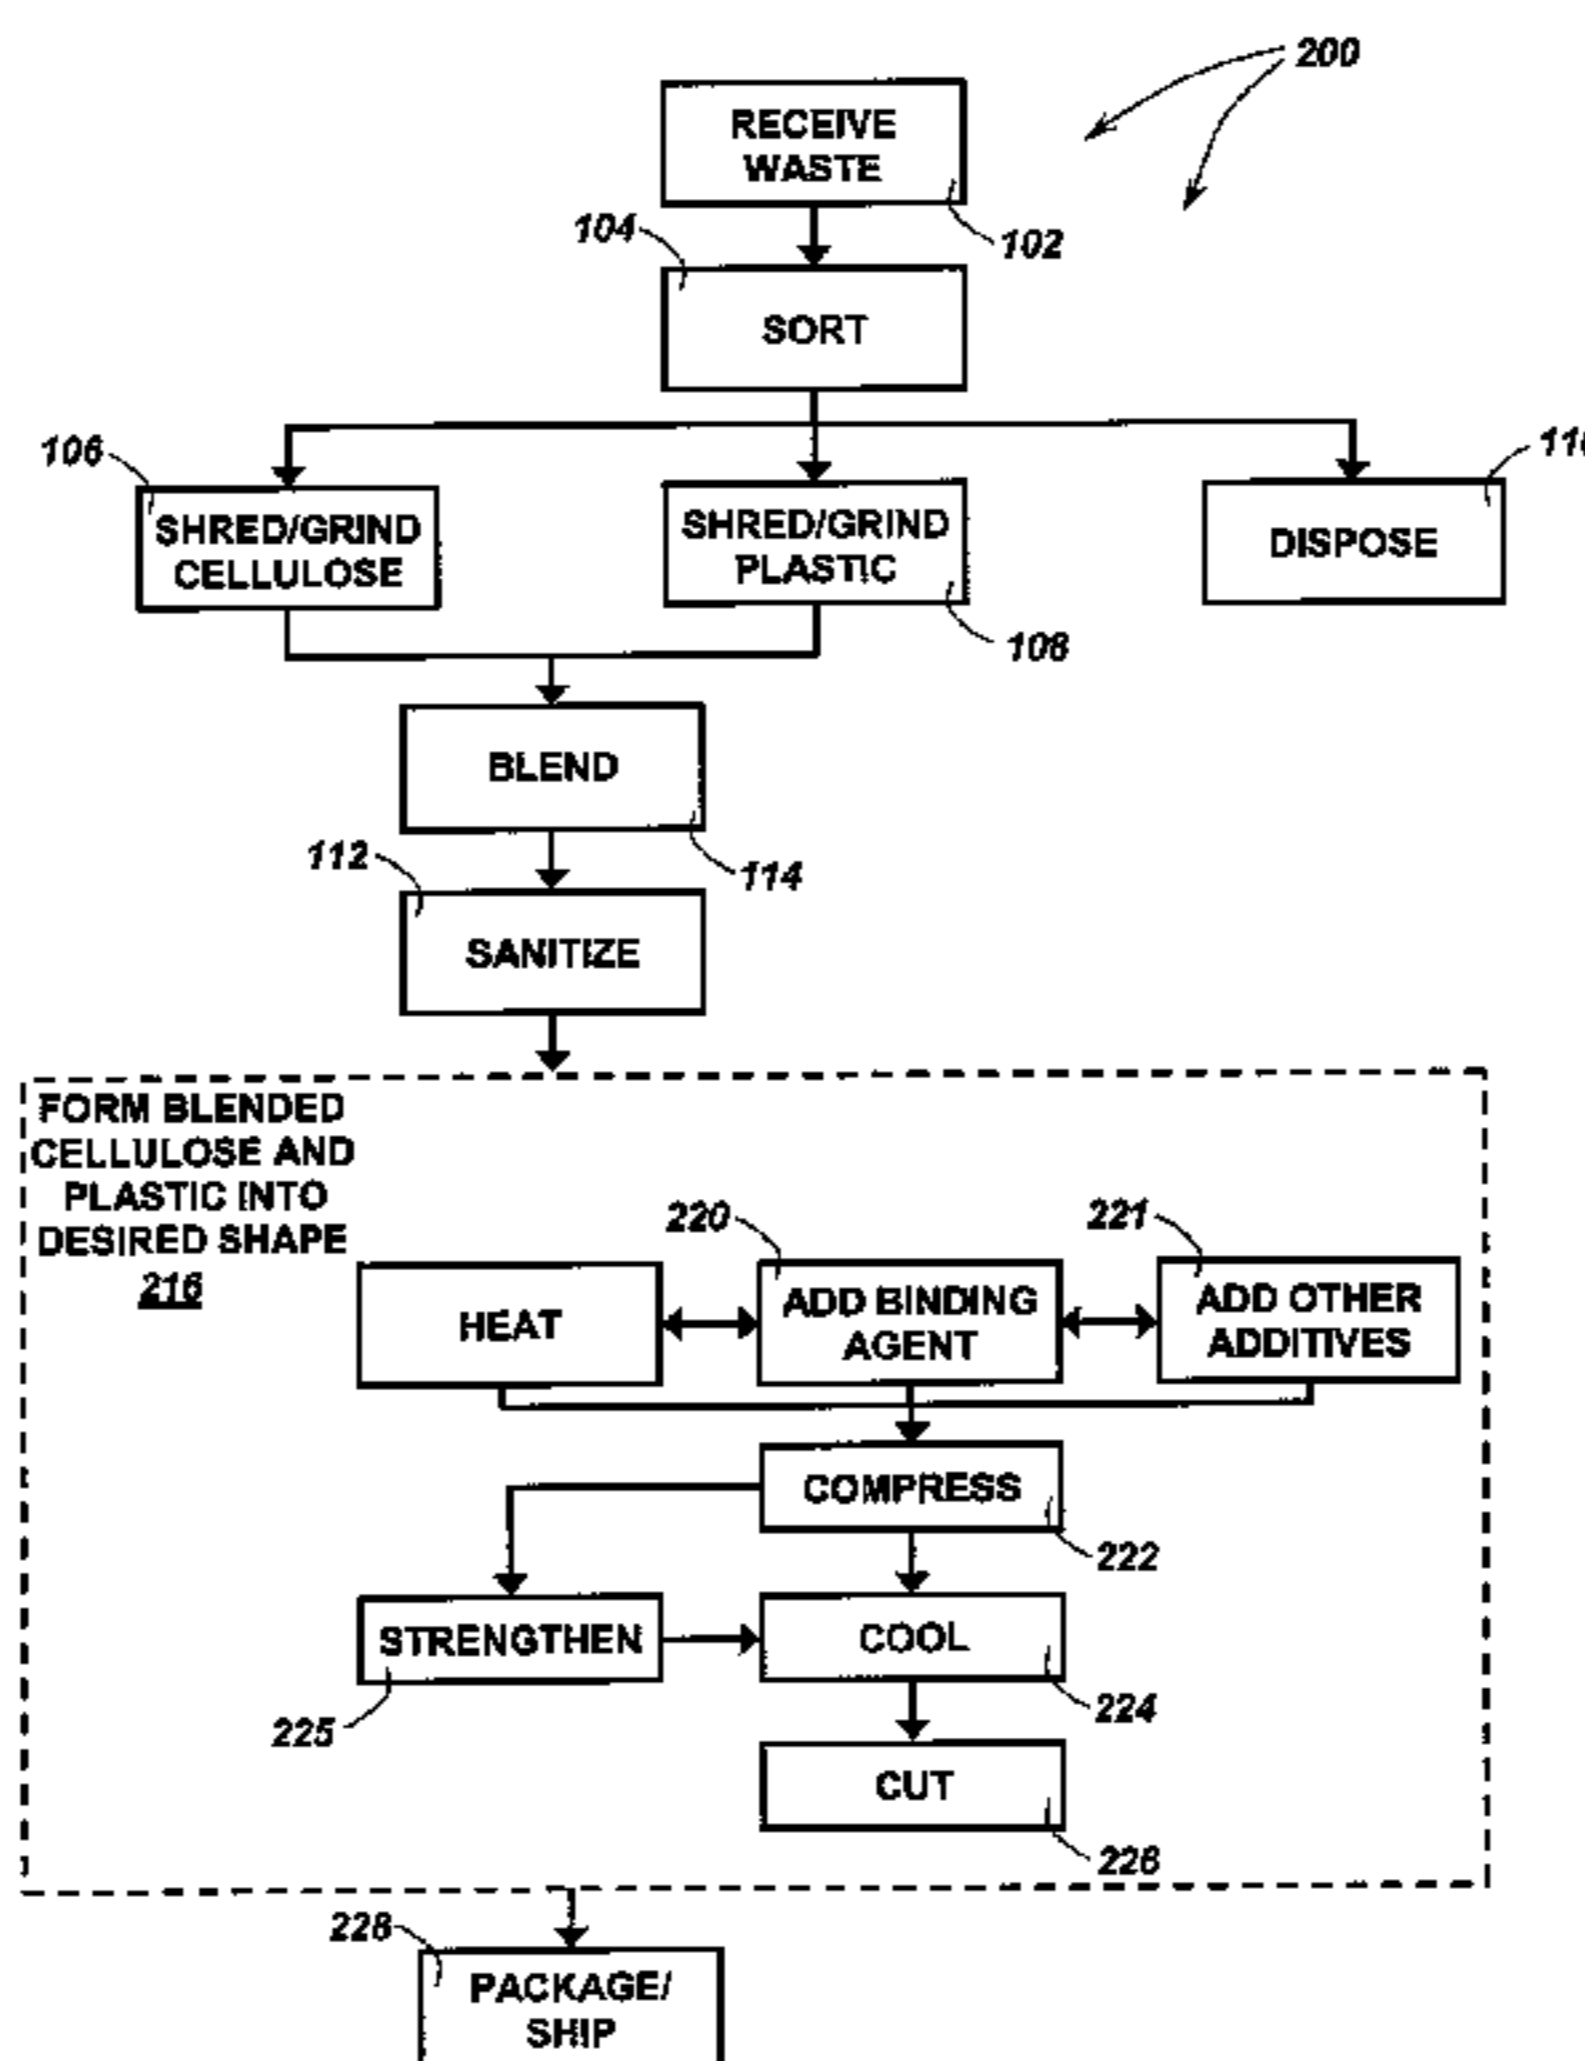 200
RECEIVE
WASTE
102
104
SORT
106
SHRED/GRIND
CELLULOSE
SHRED/GRIND
PLASTIC
108
110
DISPOSE
BLEND
114
112
SANITIZE
FORM BLENDED
CELLULOSE AND
PLASTIC INTO
DESIRED SHAPE
216
HEAT
220
ADD BINDING
AGENT
221
ADD OTHER
ADDITIVES
COMPRESS
222
STRENGTHEN
225
COOL
224
CUT
226
228
PACKAGE/
SHIP